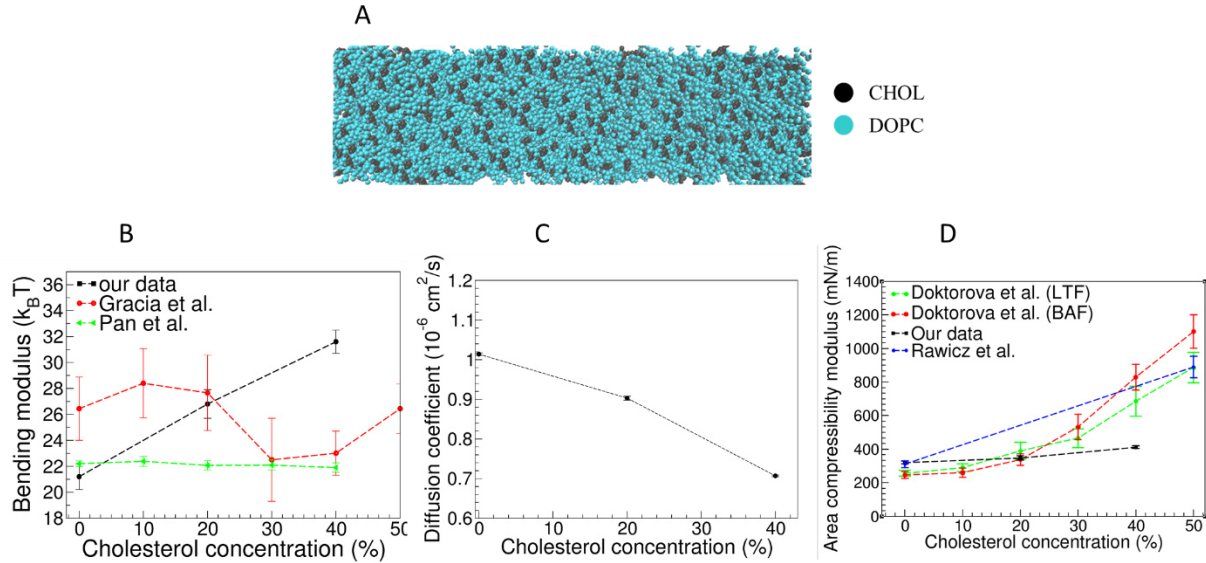 A
CHOL
DOPC
B
36
34
32
30
28
26
24
22
20
18
0
10
20
30
40
50
Bending modulus (k_BT)
our data
Gracia et al.
Pan et al.
Cholesterol concentration (%)
C
1.2
1.1
1
0.9
0.8
0.7
0.6
0
10
20
30
40
Diffusion coefficient (10⁻⁶ cm²/s)
Cholesterol concentration (%)
D
1400
1200
1000
800
600
400
200
0
0
10
20
30
40
50
Area compressibility modulus (mN/m)
Doktorova et al. (LTF)
Doktorova et al. (BAF)
Our data
Rawicz et al.
Cholesterol concentration (%)